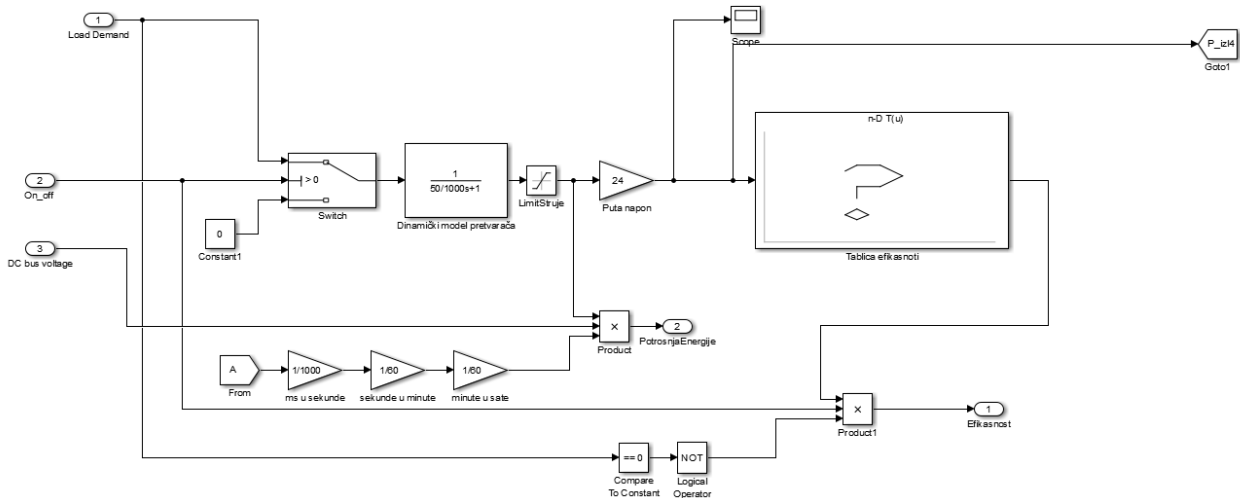 1
Load Demand
Scope
P_izl4
Goto1
n-D T(u)
2
On_off
> 0
Switch
0
Constant1
1
50/1000s+1
Dinamički model pretvarača
LimitStruje
24
Puta napon
Tablica efikasnoti
3
DC bus voltage
×
Product
2
PotrosnjaEnergije
A
From
1/1000
ms u sekunde
1/60
sekunde u minute
1/60
minute u sate
×
Product1
1
Efikasnost
== 0
Compare
To Constant
NOT
Logical
Operator